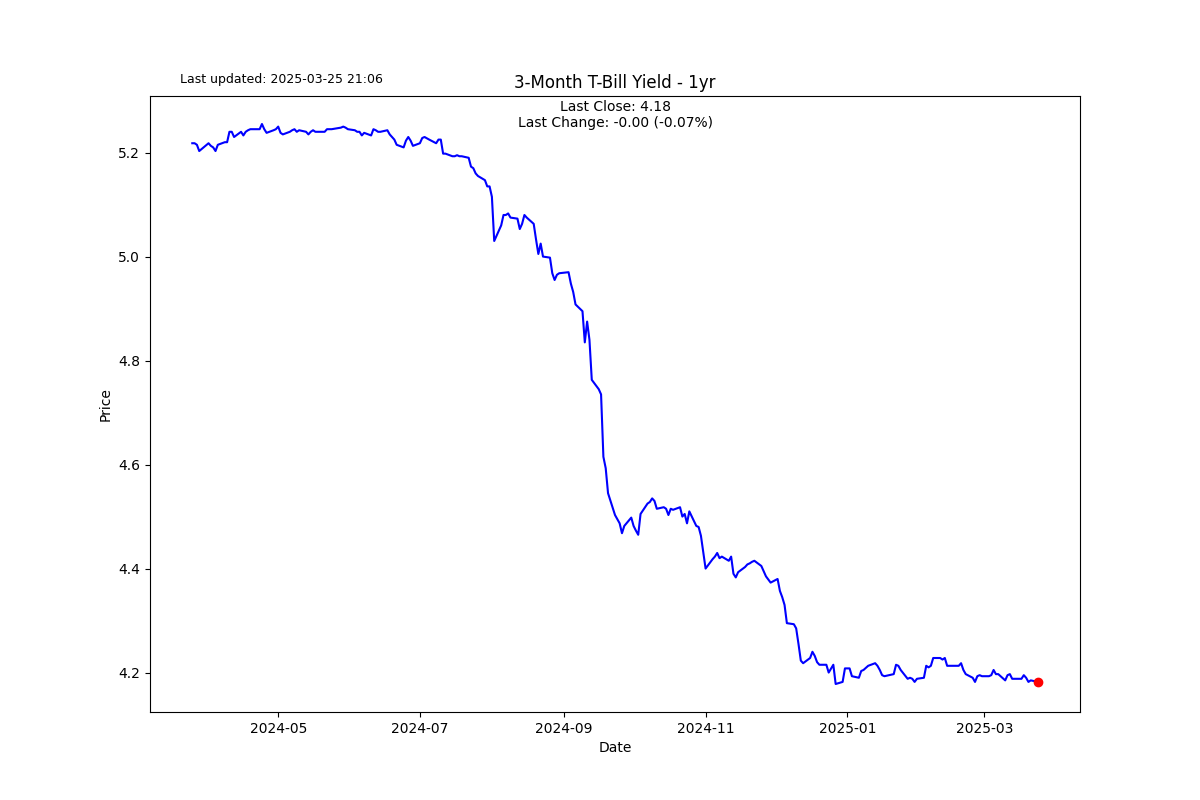 Last updated: 2025-03-25 21:06
3-Month T-Bill Yield - 1yr
Last Close: 4.18
Last Change: -0.00 (-0.07%)
5.2
5.0
4.8
4.6
4.4
4.2
Price
2024-05
2024-07
2024-09
2024-11
2025-01
2025-03
Date